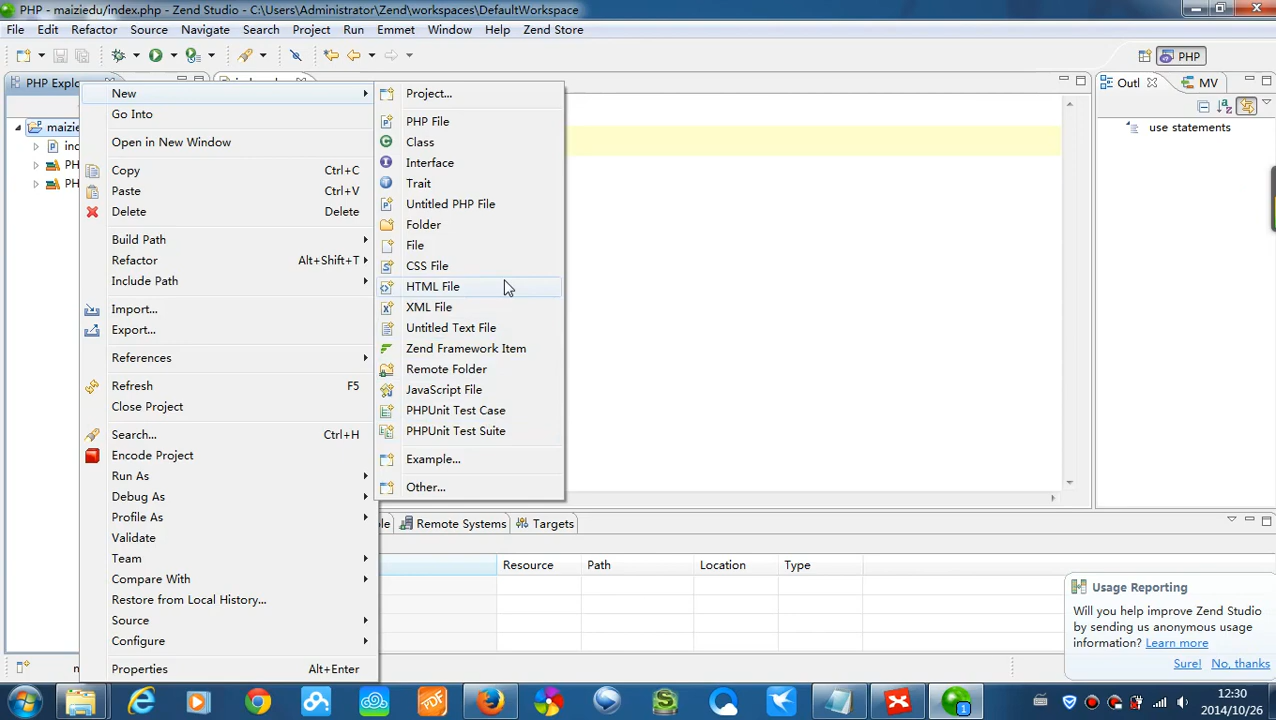 PHP - maiziedu/index.php - Zend Studio - C:\Users\Administrator\Zend\workspaces\DefaultWorkspace
File Edit Refactor Source Navigate Search Project Run Emmet Window Help Zend Store
PHP
PHP Explo
Outl MV
use statements
New
Go Into
Open in New Window
Copy Ctrl+C
Paste Ctrl+V
Delete Delete
Build Path
Refactor Alt+Shift+T
Include Path
Import...
Export...
References
Refresh F5
Close Project
Search... Ctrl+H
Encode Project
Run As
Debug As
Profile As
Validate
Team
Compare With
Restore from Local History...
Source
Configure
Properties Alt+Enter
Project...
PHP File
Class
Interface
Trait
Untitled PHP File
Folder
File
CSS File
HTML File
XML File
Untitled Text File
Zend Framework Item
Remote Folder
JavaScript File
PHPUnit Test Case
PHPUnit Test Suite
Example...
Other...
Remote Systems Targets
Resource Path Location Type
Usage Reporting
Will you help improve Zend Studio
by sending us anonymous usage
information? Learn more
Sure! No, thanks
12:30
2014/10/26